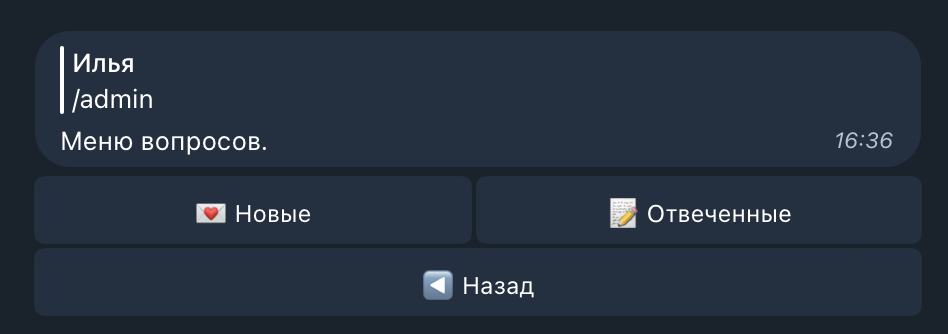 Илья
/admin
Меню вопросов.
16:36
Новые
Отвеченные
Назад